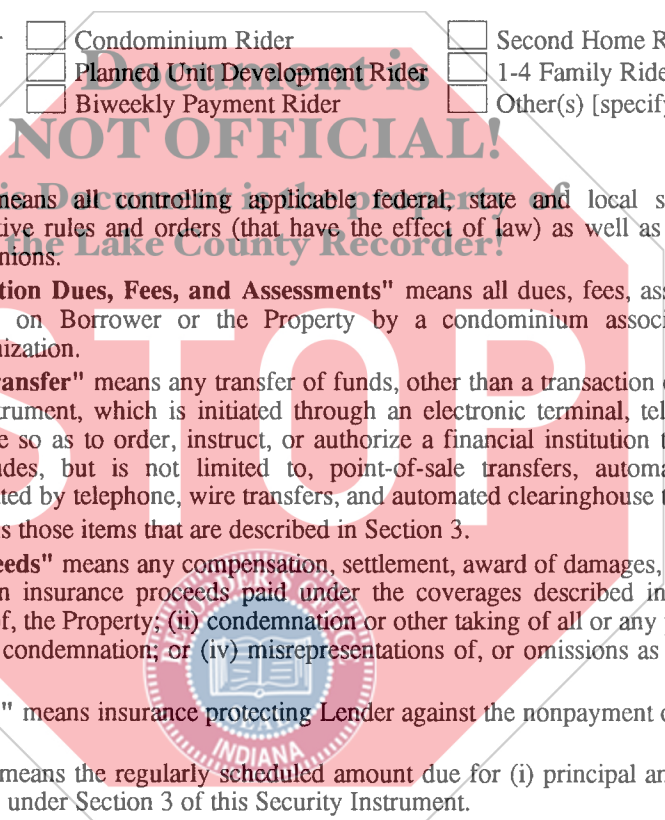 Condominium Rider Second Home R
Planned Unit Development Rider 1-4 Family Ride
Biweekly Payment Rider Other(s) [specify
Document is
NOT OFFICIAL!
is Document is the property of
the Lake County Recorder!
STOP
means all controlling applicable federal, state and local s
tive rules and orders (that have the effect of law) as well as
nions.
tion Dues, Fees, and Assessments" means all dues, fees, ass
on Borrower or the Property by a condominium associ
nization.
ransfer" means any transfer of funds, other than a transaction
trument, which is initiated through an electronic terminal, tel
e so as to order, instruct, or authorize a financial institution t
udes, but is not limited to, point-of-sale transfers, automa
ted by telephone, wire transfers, and automated clearinghouse t
s those items that are described in Section 3.
eeds" means any compensation, settlement, award of damages,
n insurance proceeds paid under the coverages described in
f, the Property; (ii) condemnation or other taking of all or any
condemnation; or (iv) misrepresentations of, or omissions as
" means insurance protecting Lender against the nonpayment o
means the regularly scheduled amount due for (i) principal an
under Section 3 of this Security Instrument.
RECORDER'S OFFICE
INDIANA